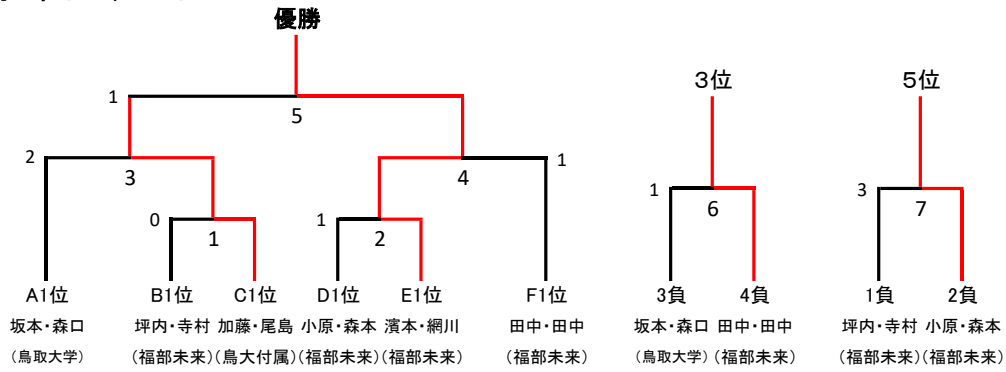 優勝
3位 5位
1 5
2 3 4 1
1 6 3 7
0 1 1 2
A1位 B1位 C1位 D1位 E1位 F1位 3負 4負 1負 2負
坂本・森口 坪内・寺村 加藤・尾島 小原・森本 濱本・網川 田中・田中 坂本・森口 田中・田中 坪内・寺村 小原・森本
(鳥取大学) (福部未来) (鳥大付属) (福部未来) (福部未来) (福部未来) (鳥取大学) (福部未来) (福部未来) (福部未来)